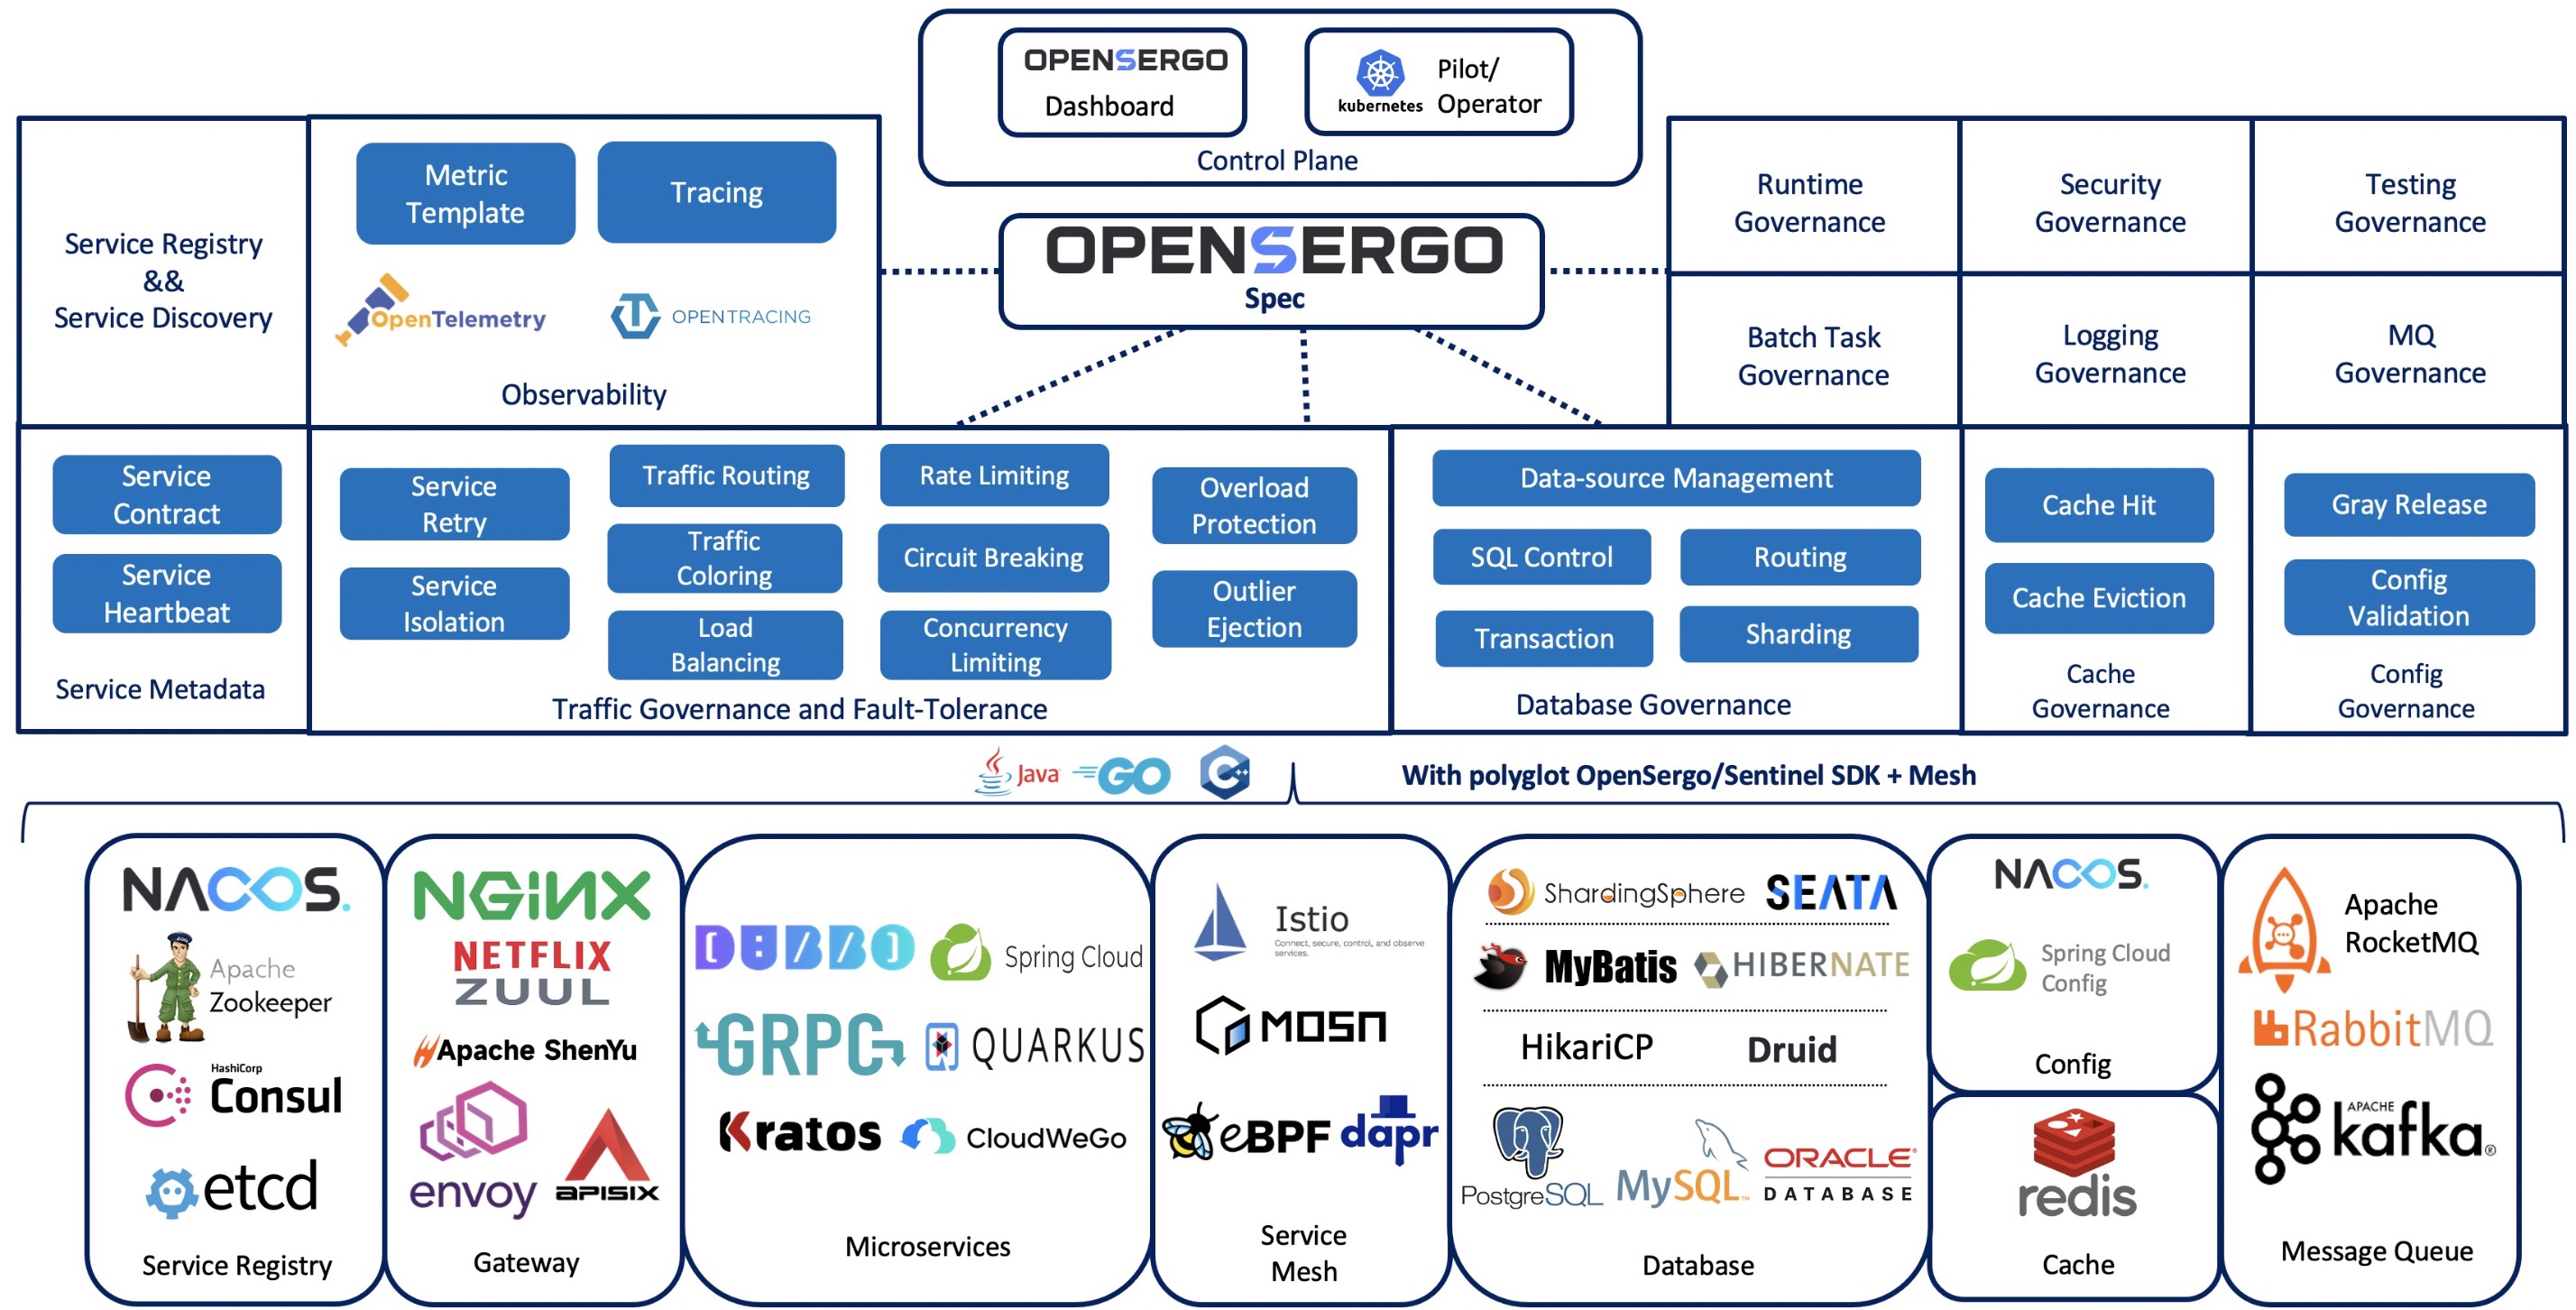 OPENSERGO
Dashboard
kubernetes
Pilot/
Operator
Control Plane
Service Registry
&&
Service Discovery
Metric
Template
Tracing
OpenTelemetry
OPENTRACING
Observability
OPENSERGO
Spec
Runtime
Governance
Security
Governance
Testing
Governance
Batch Task
Governance
Logging
Governance
MQ
Governance
Service
Contract
Service
Heartbeat
Service Metadata
Service
Retry
Service
Isolation
Traffic Routing
Traffic
Coloring
Load
Balancing
Rate Limiting
Circuit Breaking
Concurrency
Limiting
Overload
Protection
Outlier
Ejection
Traffic Governance and Fault-Tolerance
Data-source Management
SQL Control
Routing
Transaction
Sharding
Database Governance
Cache Hit
Cache Eviction
Cache
Governance
Gray Release
Config
Validation
Config
Governance
Java
GO
C++
With polyglot OpenSergo/Sentinel SDK + Mesh
NACOS.
Apache
Zookeeper
HashiCorp
Consul
etcd
Service Registry
NGINX
NETFLIX
ZUUL
Apache ShenYu
envoy
APISIX
Gateway
DUBBO
Spring Cloud
GRPC
QUARKUS
Kratos
CloudWeGo
Microservices
Istio
Connect, secure, control, and observe
services.
MOSN
eBPF
dapr
Service
Mesh
ShardingSphere
SEATA
MyBatis
HIBERNATE
HikariCP
Druid
PostgreSQL
MySQL™
ORACLE®
DATABASE
Database
NACOS.
Spring Cloud
Config
Config
redis
Cache
Apache
RocketMQ
RabbitMQ
APACHE
kafka®
Message Queue